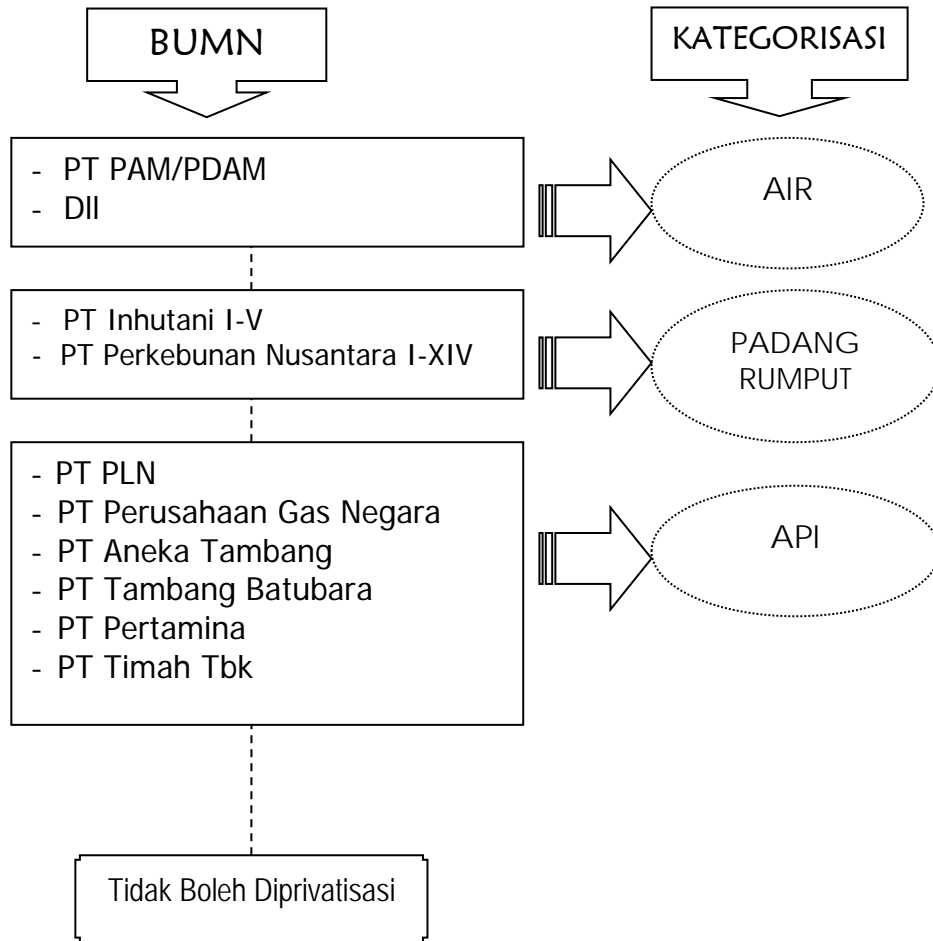 BUMN
KATEGORISASI
- PT PAM/PDAM
- Dll
AIR
- PT Inhutani I-V
- PT Perkebunan Nusantara I-XIV
PADANG
RUMPUT
- PT PLN
- PT Perusahaan Gas Negara
- PT Aneka Tambang
- PT Tambang Batubara
- PT Pertamina
- PT Timah Tbk
API
Tidak Boleh Diprivatisasi